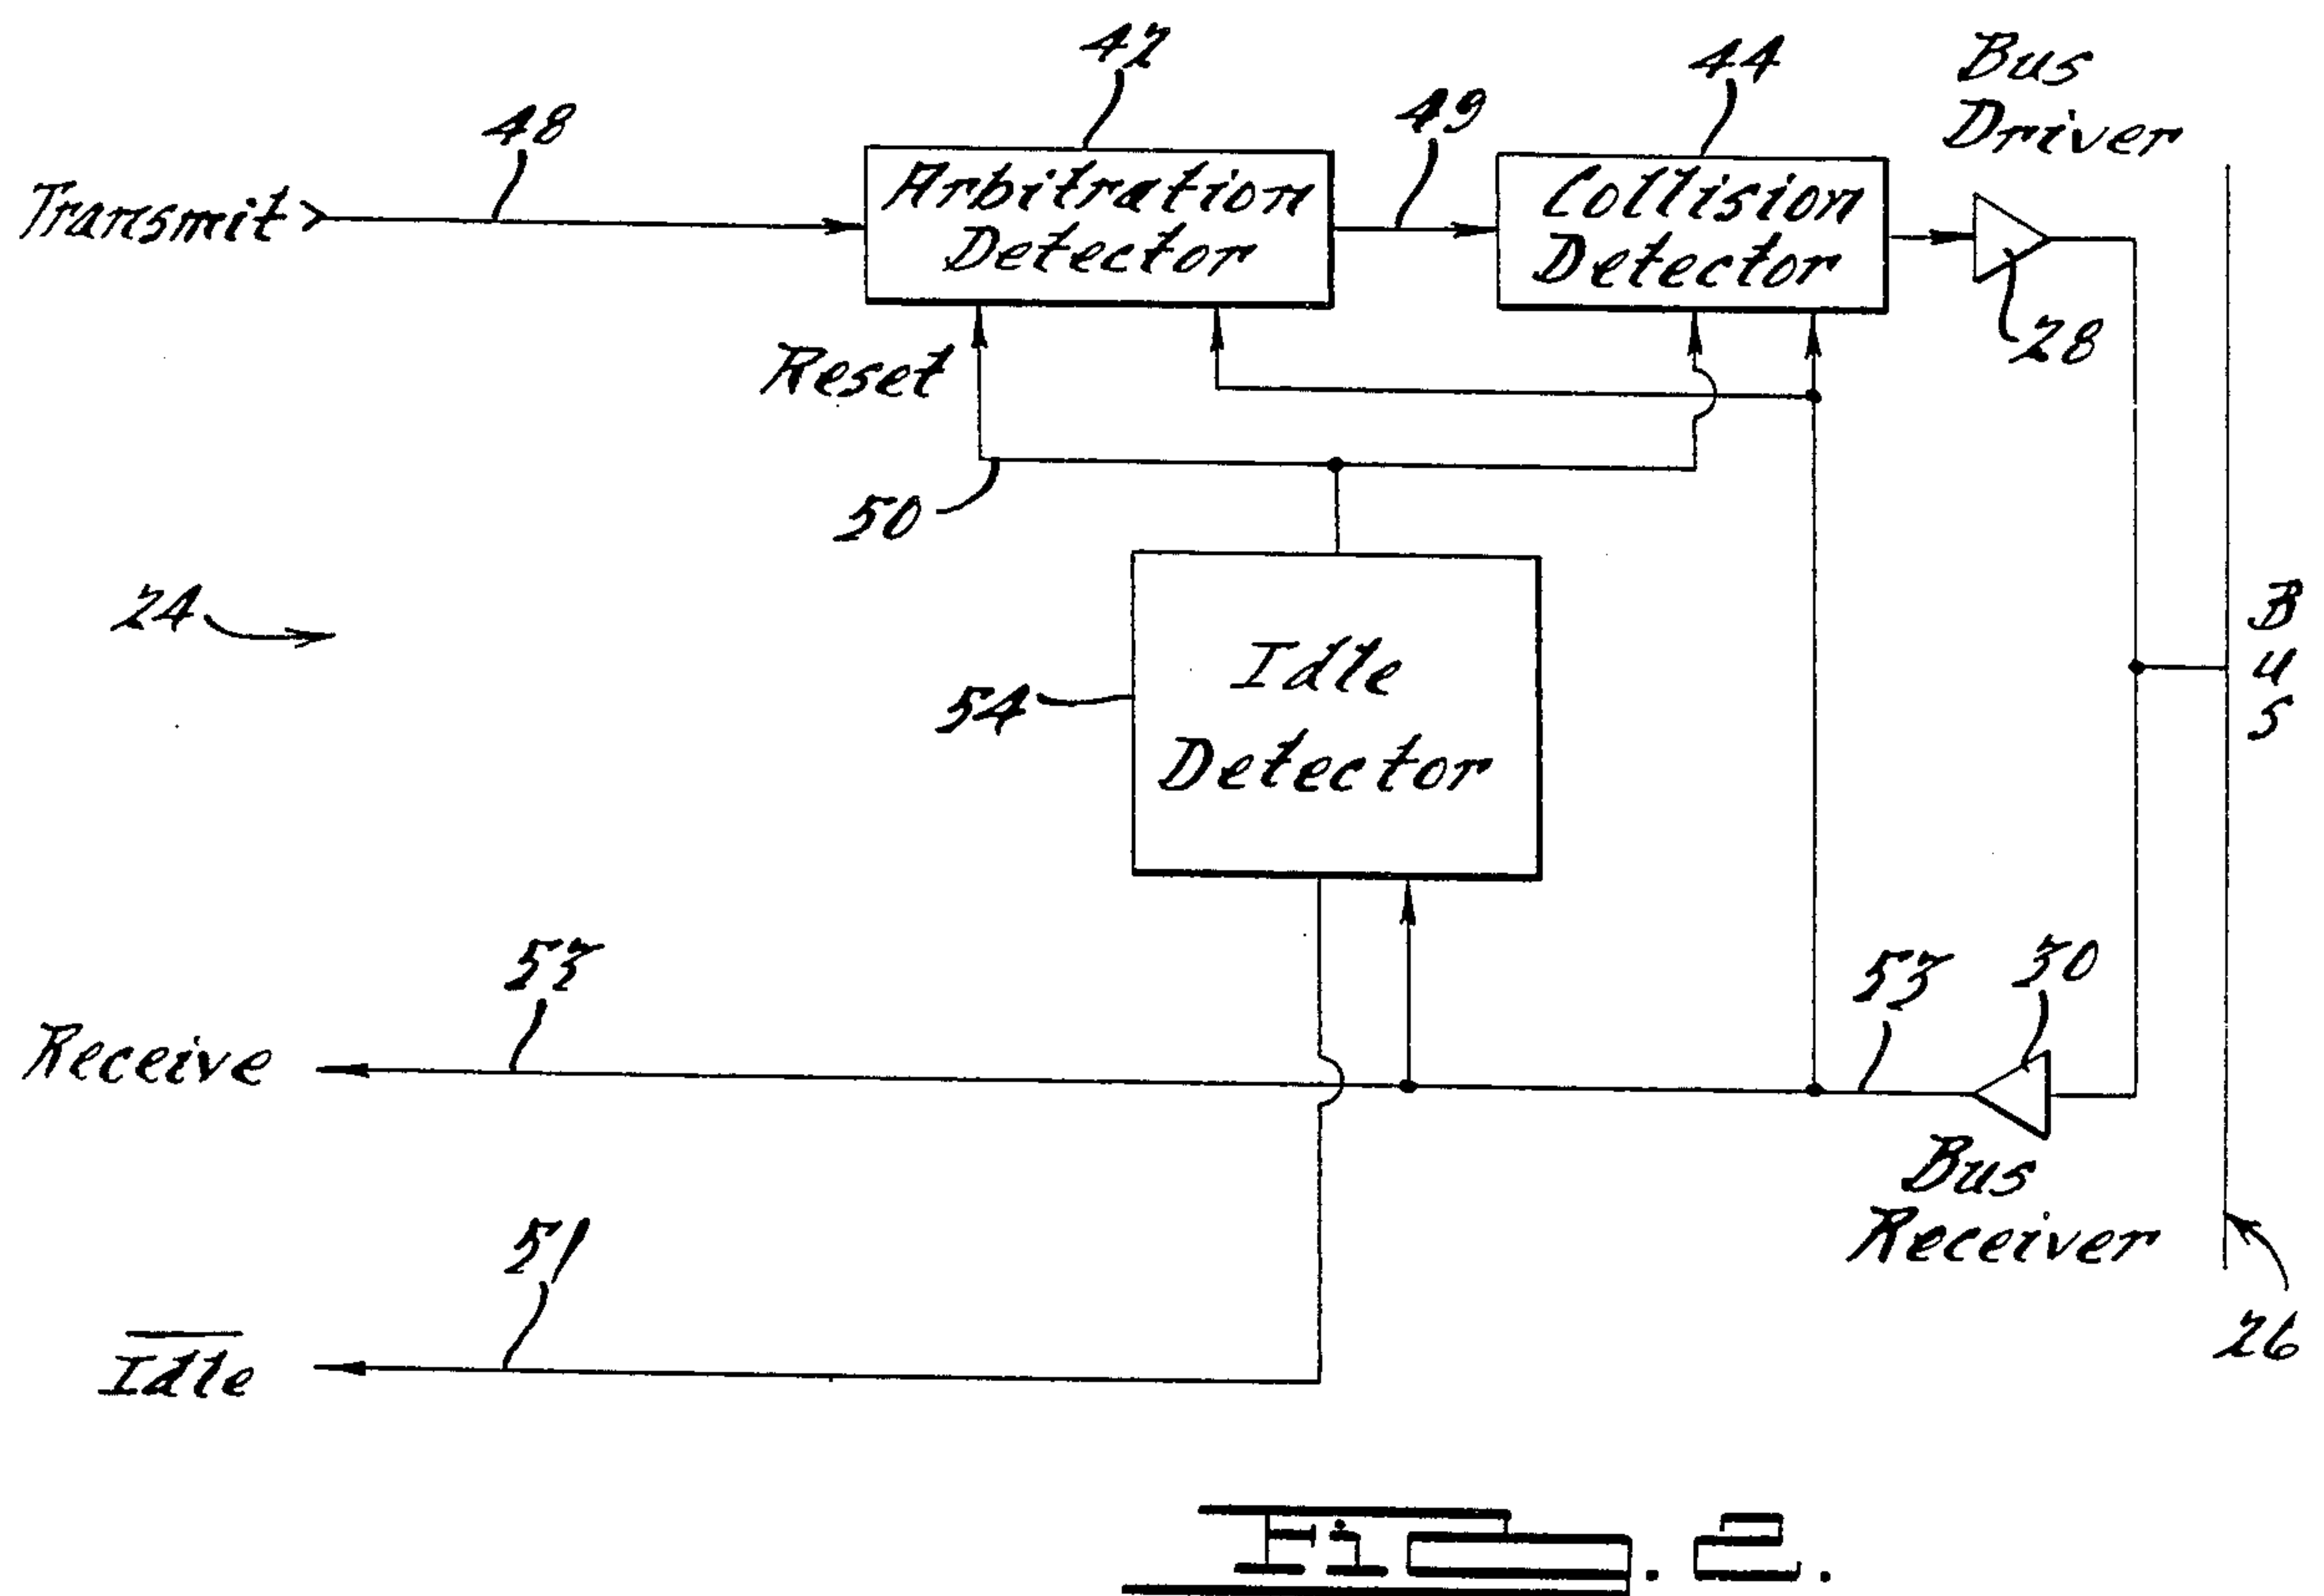 42
44
Bus
Driver
48
49
Transmit
Arbitration
Detector
Collision
Detector
28
Reset
50
24
Idle
Detector
54
B
u
s
53
53
30
Receive
Bus
Receiver
51
26
I̅d̅l̅e̅
Fig. 2.